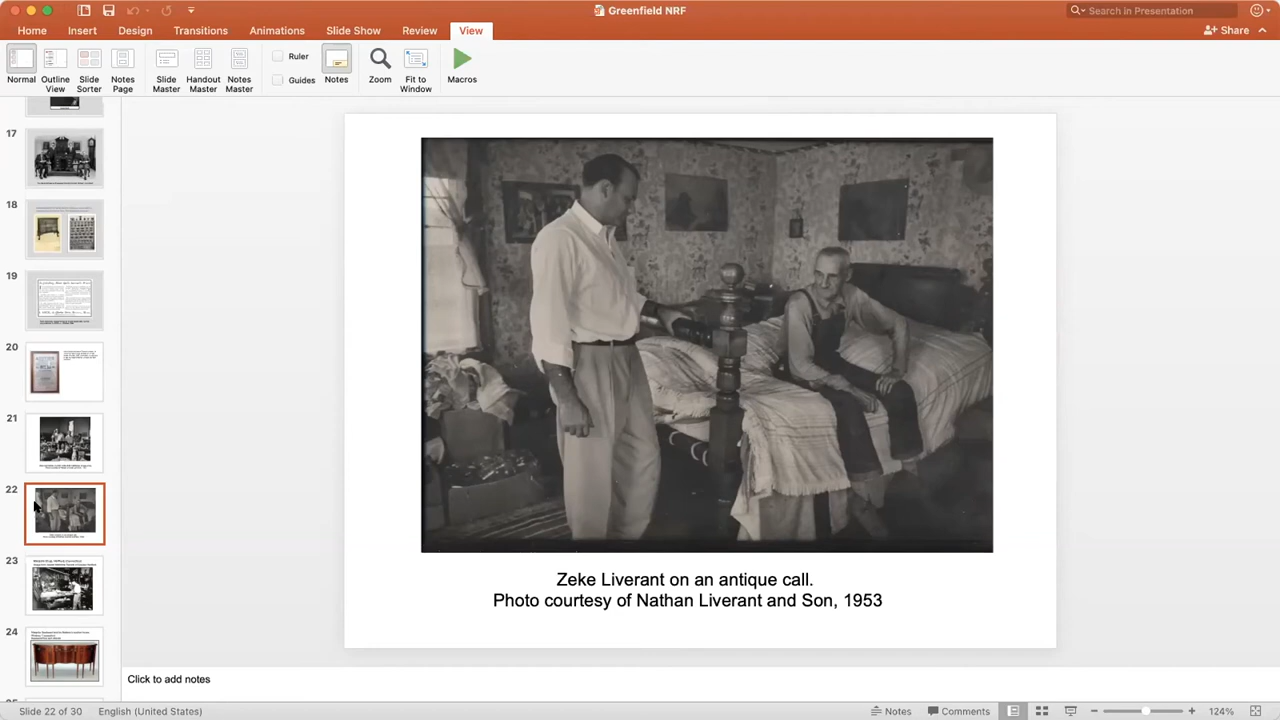 Greenfield NRF
Search in Presentation
Home Insert Design Transitions Animations Slide Show Review View
Share
Normal
Outline View
Slide Sorter
Notes Page
Slide Master
Handout Master
Notes Master
Ruler
Guides
Notes
Zoom
Fit to Window
Macros
17
18
19
20
21
22
23
24
Zeke Liverant on an antique call.
Photo courtesy of Nathan Liverant and Son, 1953
Click to add notes
Slide 22 of 30 English (United States)
Notes Comments 124%